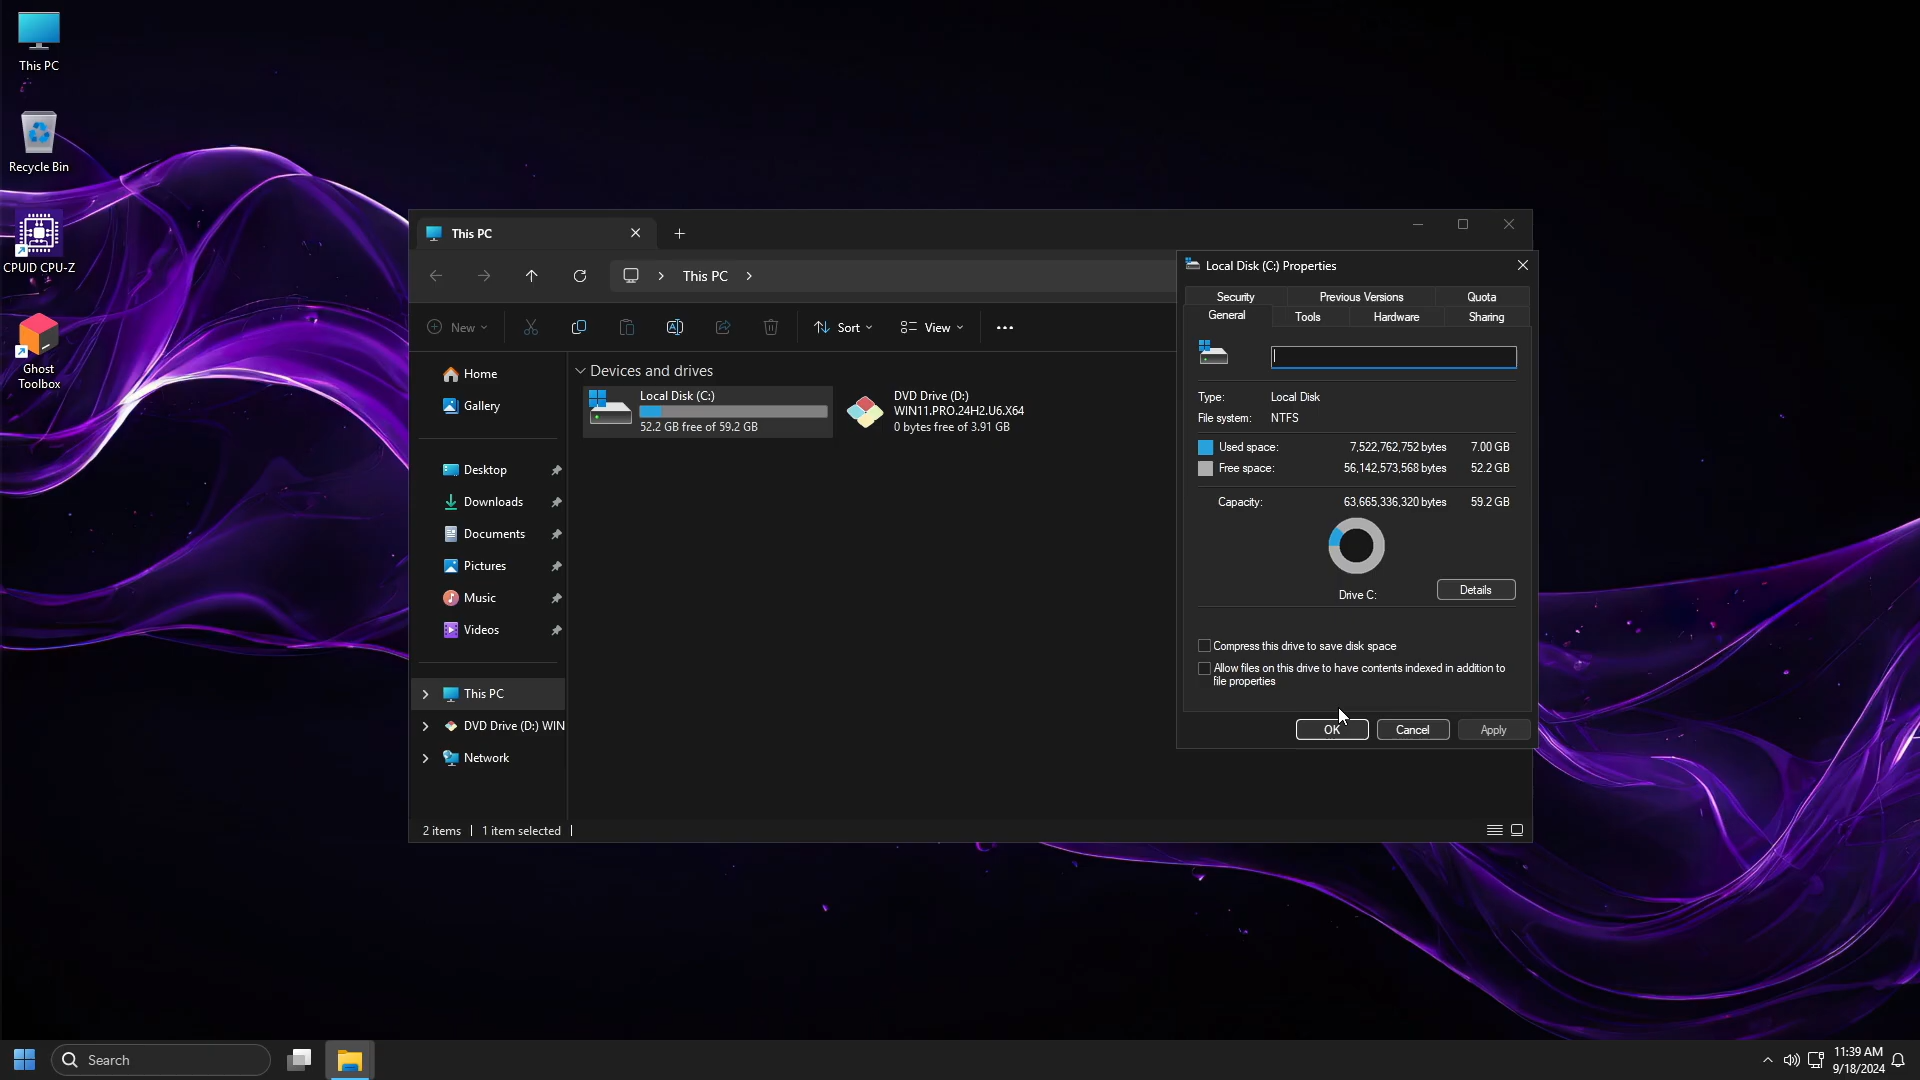 This PC
Recycle Bin
CPUID CPU-Z
Ghost
Toolbox
This PC
This PC
New
Sort
View
Home
Gallery
Desktop
Downloads
Documents
Pictures
Music
Videos
This PC
DVD Drive (D:) WIN
Network
Devices and drives
Local Disk (C:)
52.2 GB free of 59.2 GB
DVD Drive (D:)
WIN11.PRO.24H2.U6.X64
0 bytes free of 3.91 GB
2 items
1 item selected
Local Disk (C:) Properties
Security Previous Versions Quota
General Tools Hardware Sharing
Type: Local Disk
File system: NTFS
Used space: 7,522,762,752 bytes 7.00 GB
Free space: 56,142,573,568 bytes 52.2 GB
Capacity: 63,665,336,320 bytes 59.2 GB
Drive C:
Details
Compress this drive to save disk space
Allow files on this drive to have contents indexed in addition to
file properties
OK Cancel Apply
Search
11:39 AM
9/18/2024